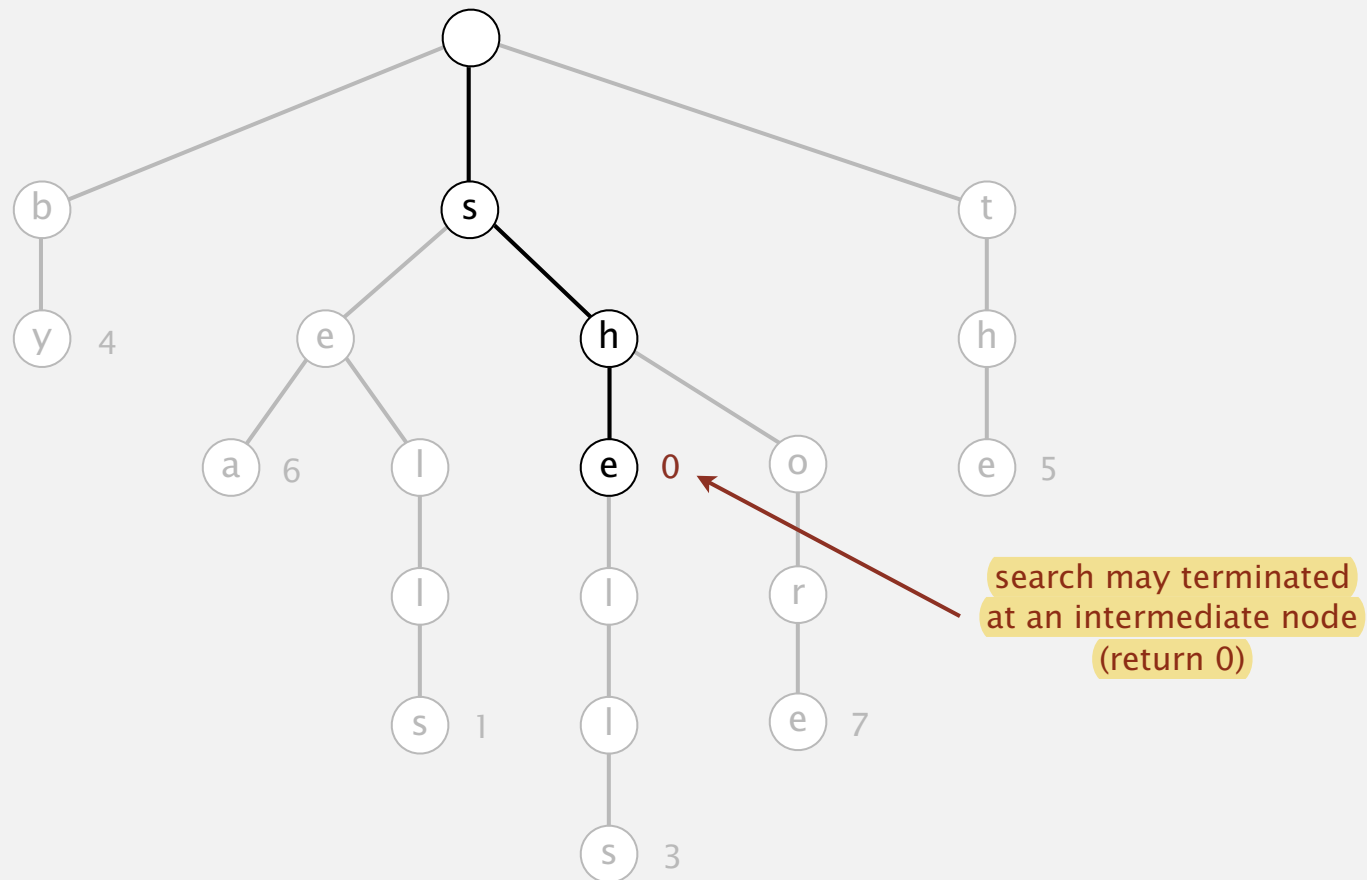 b
s
t
y 4
e
h
h
a 6
l
e 0
o
e 5
l
l
r
search may terminated
at an intermediate node
(return 0)
s 1
l
e 7
s 3